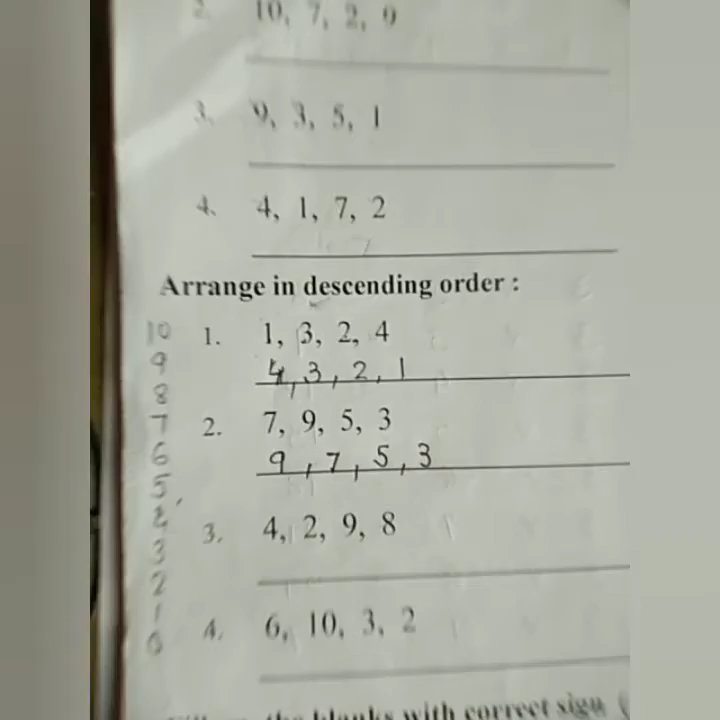 2. 10, 7, 2, 9
3. 9, 3, 5, 1
4. 4, 1, 7, 2
Arrange in descending order :
1. 1, 3, 2, 4
4, 3, 2, 1
2. 7, 9, 5, 3
9, 7, 5, 3
3. 4, 2, 9, 8
4. 6, 10, 3, 2
the blanks with correct sign (
10
9
8
7
6
5
3
2
1
0